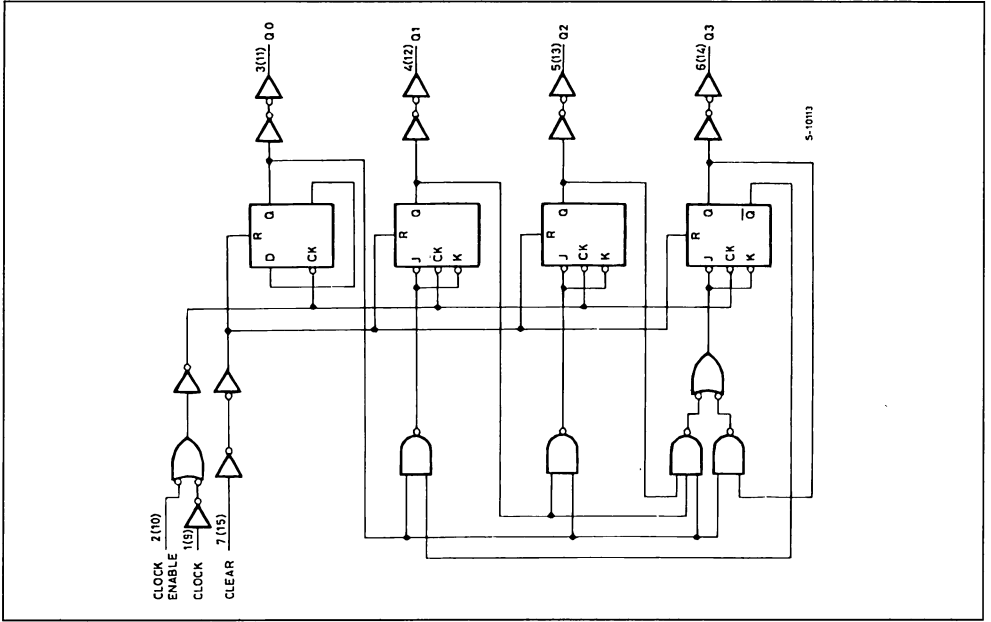 CLOCK ENABLE 2(10)
CLOCK 1(9)
CLEAR 7(15)
D Q
R
CK
3(11) Q0
J Q
R
CK
K
4(12) Q1
J Q
R
CK
K
5(13) Q2
J Q
R
CK
K Q̅
6(14) Q3
S-10113